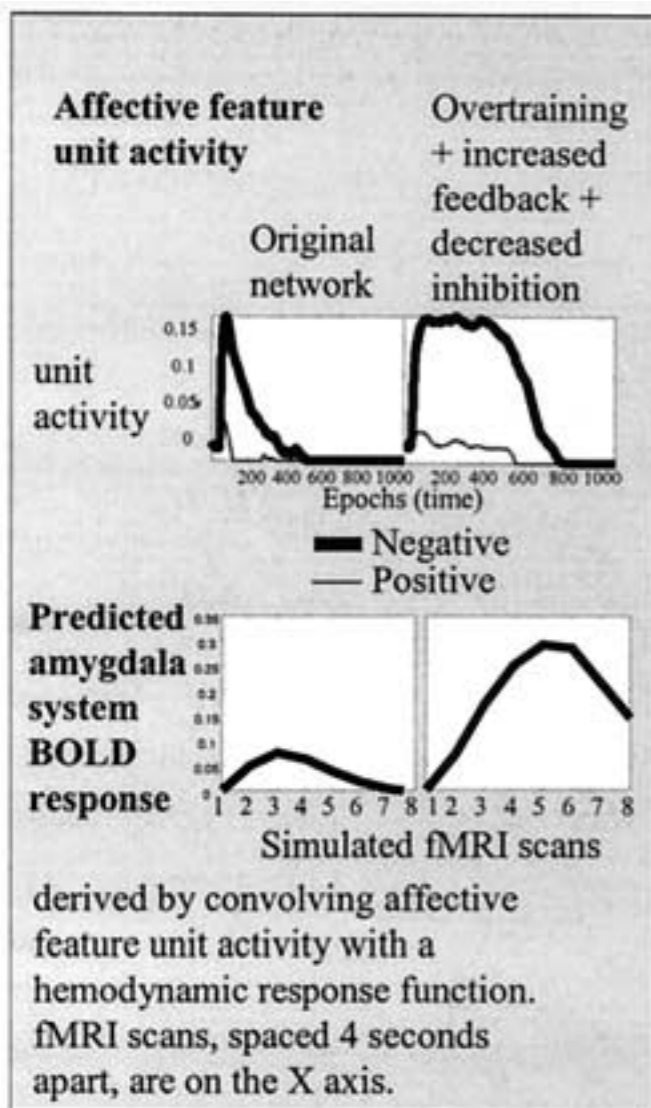 Affective feature
unit activity
Original
network
Overtraining
+ increased
feedback +
decreased
inhibition
unit
activity
0.15
0.1
0.05
0
200 400 600 800 1000
200 400 600 800 1000
Epochs (time)
Negative
Positive
Predicted
amygdala
system
BOLD
response
0.35
0.3
0.25
0.2
0.15
0.1
0.05
0
1 2 3 4 5 6 7 8
1 2 3 4 5 6 7 8
Simulated fMRI scans
derived by convolving affective
feature unit activity with a
hemodynamic response function.
fMRI scans, spaced 4 seconds
apart, are on the X axis.